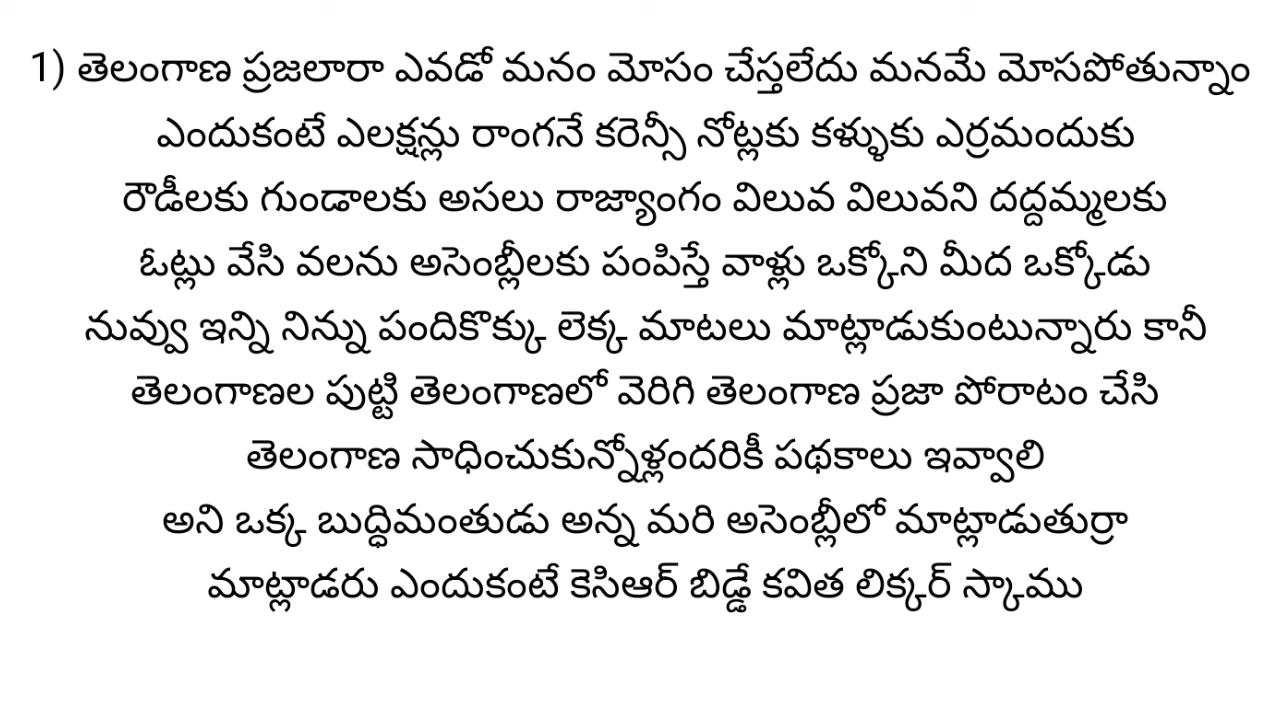 1) తెలంగాణ ప్రజలారా ఎవడో మనం మోసం చేస్తలేదు మనమే మోసపోతున్నాం
ఎందుకంటే ఎలక్షన్లు రాంగనే కరెన్సీ నోట్లకు కళ్ళుకు ఎర్రమందుకు
రౌడీలకు గుండాలకు అసలు రాజ్యాంగం విలువ విలువని దద్దమ్మలకు
ఓట్లు వేసి వలను అసెంబ్లీలకు పంపిస్తే వాళ్లు ఒక్కోని మీద ఒక్కోడు
నువ్వు ఇన్ని నిన్ను పందికొక్కు లెక్క మాటలు మాట్లాడుకుంటున్నారు కానీ
తెలంగాణల పుట్టి తెలంగాణలో వెరిగి తెలంగాణ ప్రజా పోరాటం చేసి
తెలంగాణ సాధించుకున్నోళ్లందరికీ పథకాలు ఇవ్వాలి
అని ఒక్క బుద్ధిమంతుడు అన్న మరి అసెంబ్లీలో మాట్లాడుతుర్రా
మాట్లాడరు ఎందుకంటే కెసిఆర్ బిడ్డే కవిత లిక్కర్ స్కాము